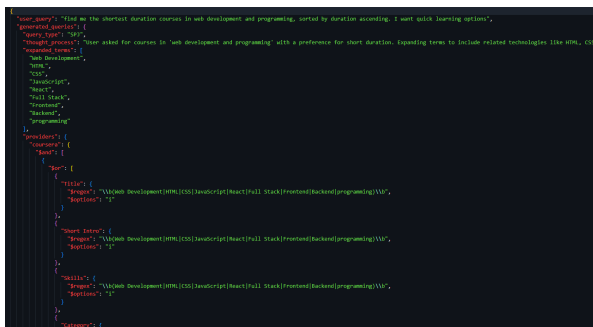 {
"user_query": "find me the shortest duration courses in web development and programming, sorted by duration ascending. I want quick learning options",
"generated_queries": {
"query_type": "SPJ",
"thought_process": "User asked for courses in 'web development and programming' with a preference for short duration. Expanding terms to include related technologies like HTML, CSS
"expanded_terms": [
"Web Development",
"HTML",
"CSS",
"JavaScript",
"React",
"Full Stack",
"Frontend",
"Backend",
"programming"
],
"providers": {
"coursera": {
"$and": [
{
"$or": [
{
"Title": {
"$regex": "\\b(Web Development|HTML|CSS|JavaScript|React|Full Stack|Frontend|Backend|programming)\\b",
"$options": "i"
}
},
{
"Short Intro": {
"$regex": "\\b(Web Development|HTML|CSS|JavaScript|React|Full Stack|Frontend|Backend|programming)\\b",
"$options": "i"
}
},
{
"Skills": {
"$regex": "\\b(Web Development|HTML|CSS|JavaScript|React|Full Stack|Frontend|Backend|programming)\\b",
"$options": "i"
}
},
{
"Category": {